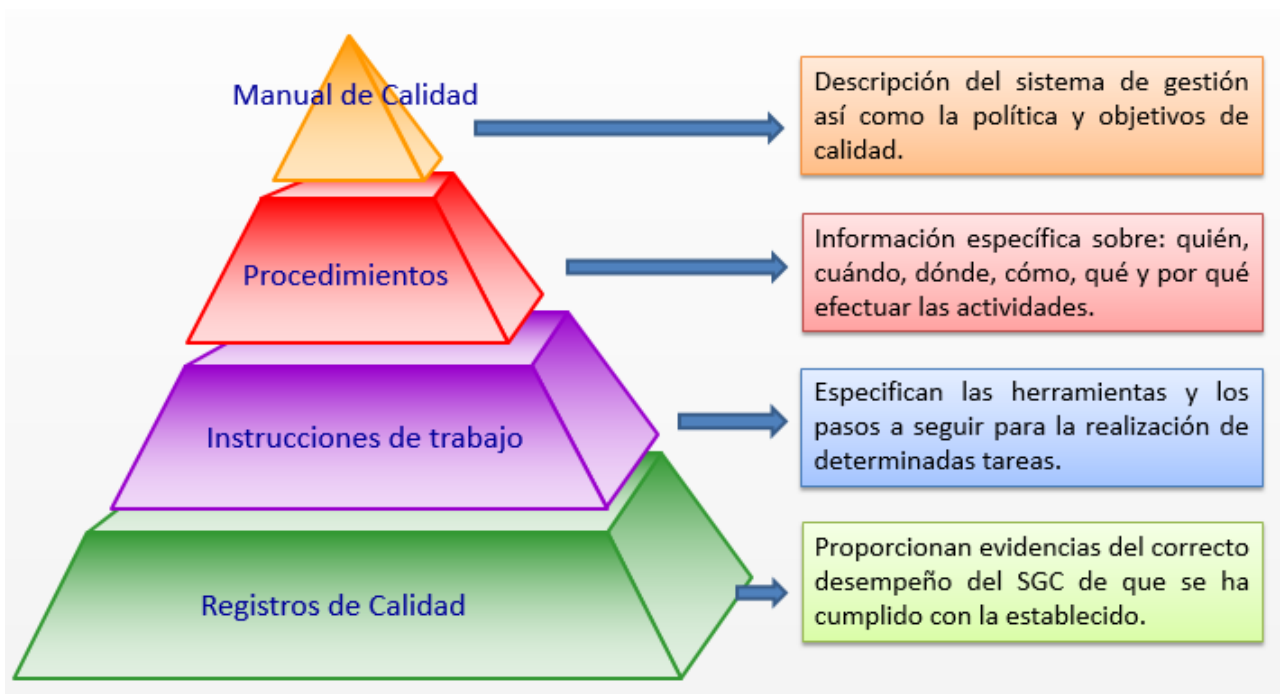 Manual de Calidad
Descripción del sistema de gestión
así como la política y objetivos de
calidad.
Procedimientos
Información específica sobre: quién,
cuándo, dónde, cómo, qué y por qué
efectuar las actividades.
Instrucciones de trabajo
Especifican las herramientas y los
pasos a seguir para la realización de
determinadas tareas.
Registros de Calidad
Proporcionan evidencias del correcto
desempeño del SGC de que se ha
cumplido con la establecido.